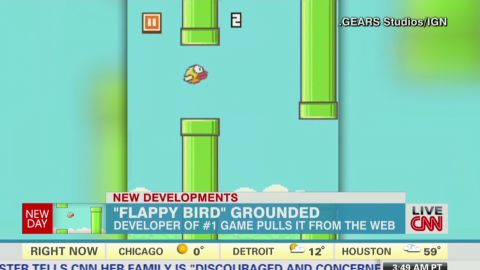 .GEARS Studios/IGN
2
NEW DEVELOPMENTS
NEW DAY
"FLAPPY BIRD" GROUNDED
DEVELOPER OF #1 GAME PULLS IT FROM THE WEB
LIVE
CNN
RIGHT NOW CHICAGO 0° DETROIT 12° HOUSTON 59°
STER TELLS CNN HER FAMILY IS "DISCOURAGED AND CONCERNE
3:49 AM PT